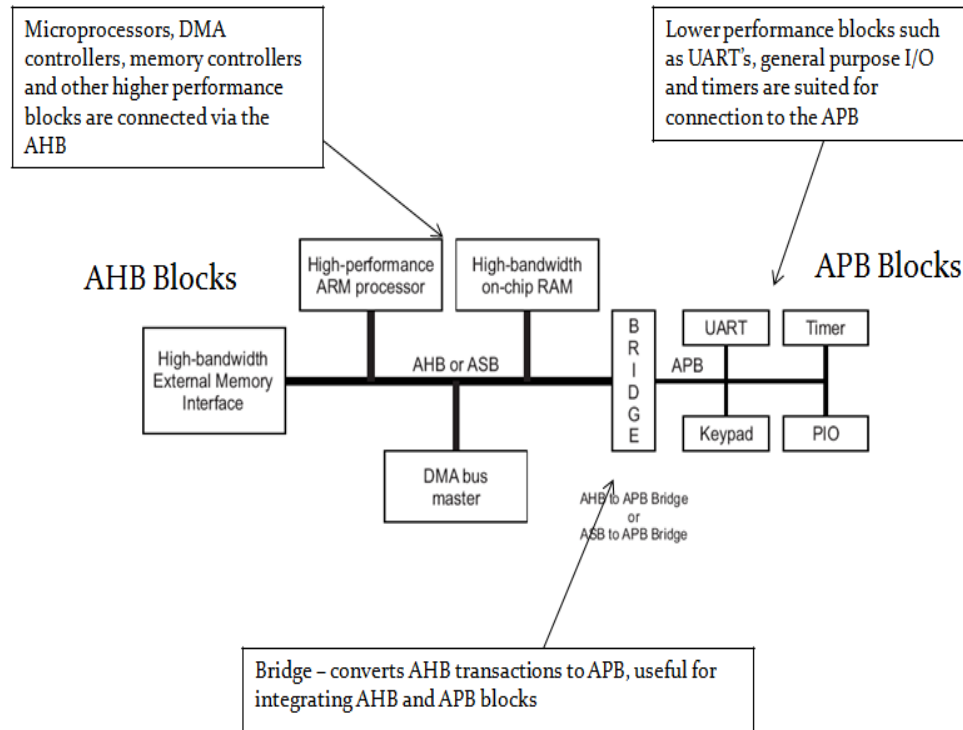 Microprocessors, DMA
controllers, memory controllers
and other higher performance
blocks are connected via the
AHB
Lower performance blocks such
as UART's, general purpose I/O
and timers are suited for
connection to the APB
AHB Blocks
APB Blocks
High-performance
ARM processor
High-bandwidth
on-chip RAM
High-bandwidth
External Memory
Interface
AHB or ASB
B
R
I
D
G
E
APB
UART
Timer
Keypad
PIO
DMA bus
master
AHB to APB Bridge
or
ASB to APB Bridge
Bridge – converts AHB transactions to APB, useful for
integrating AHB and APB blocks